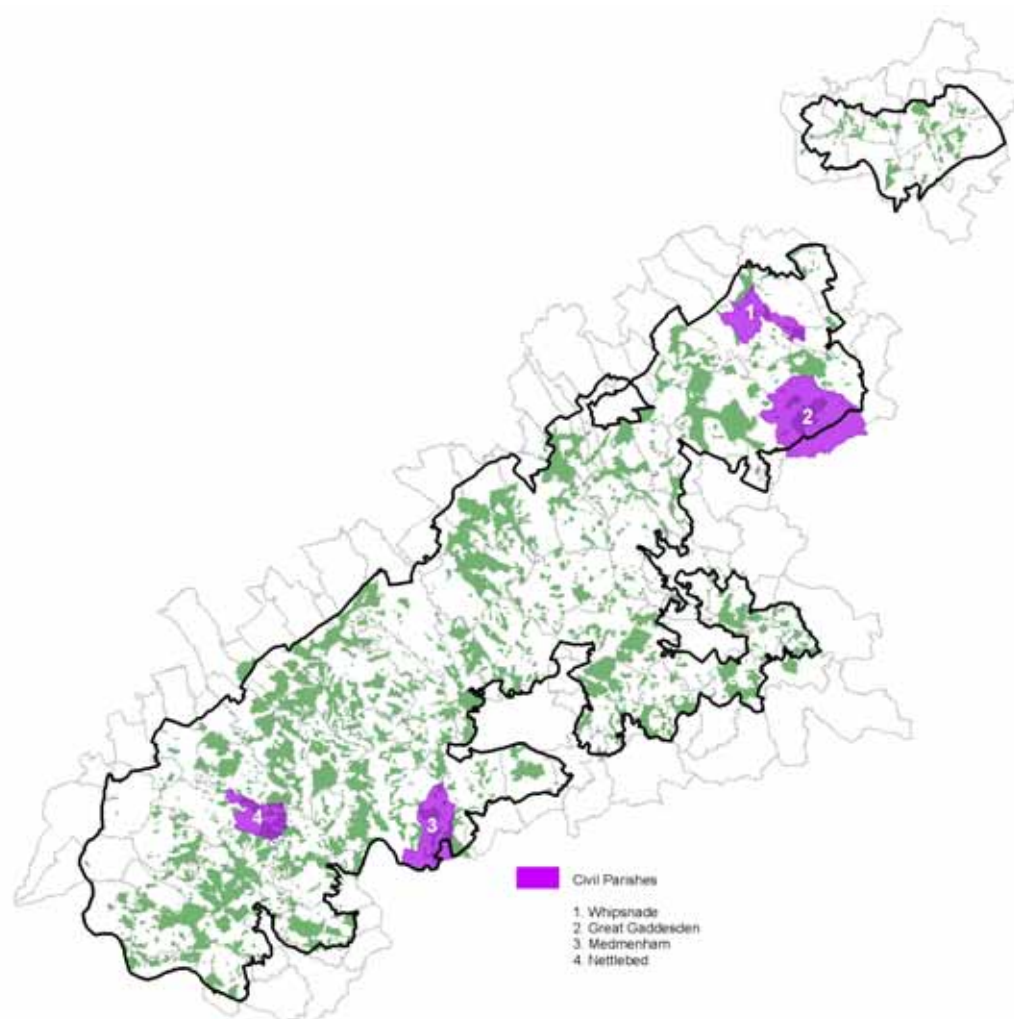 1
2
3
4
Civil Parishes
1. Whipsnade
2. Great Gaddesden
3. Medmenham
4. Nettlebed